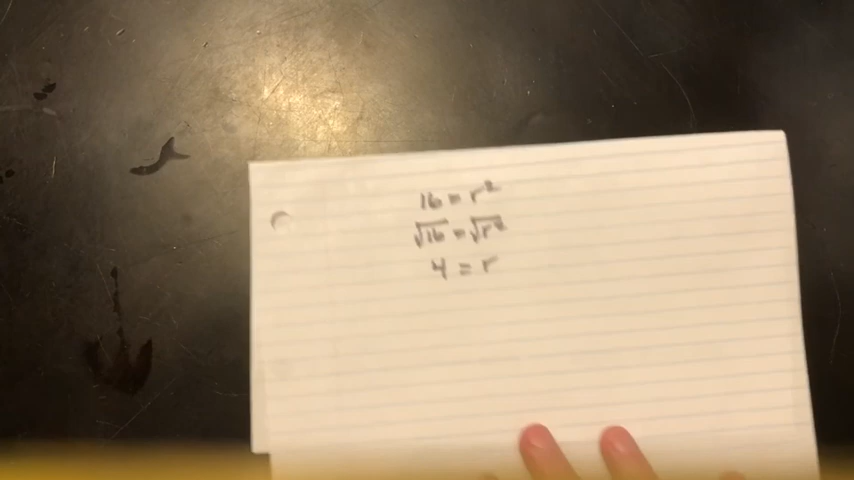 16 = r²
√16 = √r²
4 = r